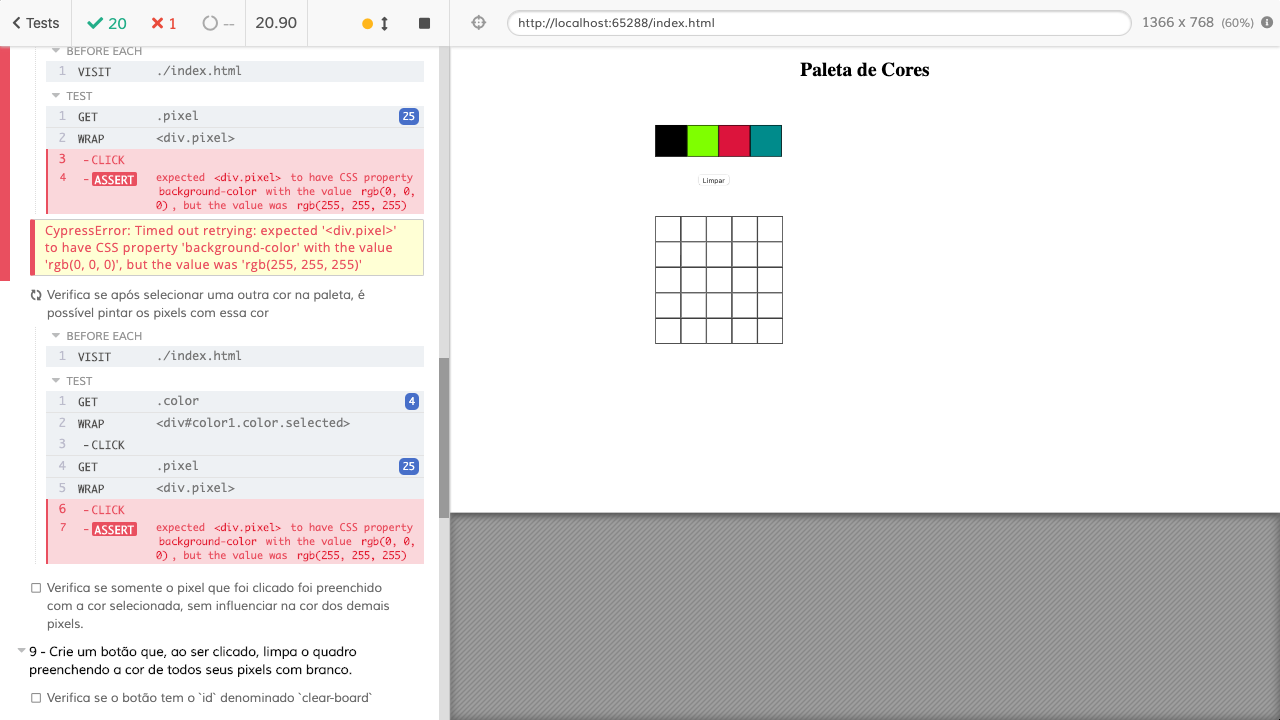 Tests 20 1 -- 20.90 http://localhost:65288/index.html 1366 x 768 (60%)
BEFORE EACH
1 VISIT ./index.html
TEST
1 GET .pixel 25
2 WRAP <div.pixel>
3 -CLICK
4 -ASSERT expected <div.pixel> to have CSS property
background-color with the value rgb(0, 0,
0), but the value was rgb(255, 255, 255)
CypressError: Timed out retrying: expected '<div.pixel>'
to have CSS property 'background-color' with the value
'rgb(0, 0, 0)', but the value was 'rgb(255, 255, 255)'
Verifica se após selecionar uma outra cor na paleta, é
possível pintar os pixels com essa cor
BEFORE EACH
1 VISIT ./index.html
TEST
1 GET .color 4
2 WRAP <div#color1.color.selected>
3 -CLICK
4 GET .pixel 25
5 WRAP <div.pixel>
6 -CLICK
7 -ASSERT expected <div.pixel> to have CSS property
background-color with the value rgb(0, 0,
0), but the value was rgb(255, 255, 255)
Verifica se somente o pixel que foi clicado foi preenchido
com a cor selecionada, sem influenciar na cor dos demais
pixels.
9 - Crie um botão que, ao ser clicado, limpa o quadro
preenchendo a cor de todos seus pixels com branco.
Verifica se o botão tem o `id` denominado `clear-board`
Paleta de Cores
Limpar